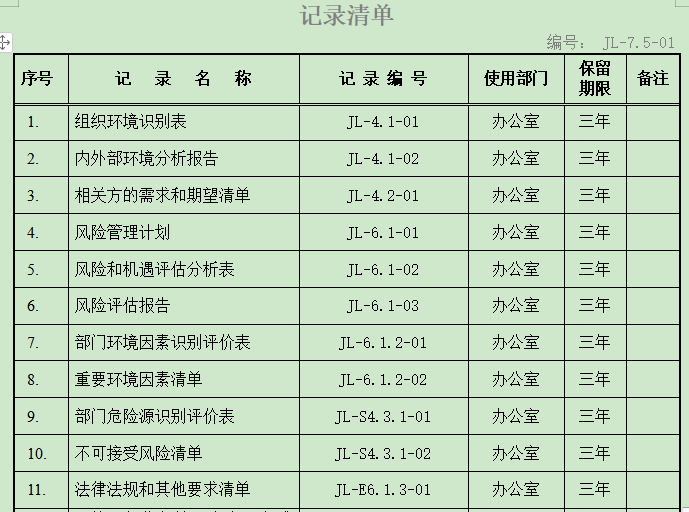 记录清单
编号： JL-7.5-01
序号 记 录 名 称 记 录 编 号 使用部门 保留期限 备注
1. 组织环境识别表 JL-4.1-01 办公室 三年
2. 内外部环境分析报告 JL-4.1-02 办公室 三年
3. 相关方的需求和期望清单 JL-4.2-01 办公室 三年
4. 风险管理计划 JL-6.1-01 办公室 三年
5. 风险和机遇评估分析表 JL-6.1-02 办公室 三年
6. 风险评估报告 JL-6.1-03 办公室 三年
7. 部门环境因素识别评价表 JL-6.1.2-01 办公室 三年
8. 重要环境因素清单 JL-6.1.2-02 办公室 三年
9. 部门危险源识别评价表 JL-S4.3.1-01 办公室 三年
10. 不可接受风险清单 JL-S4.3.1-02 办公室 三年
11. 法律法规和其他要求清单 JL-E6.1.3-01 办公室 三年